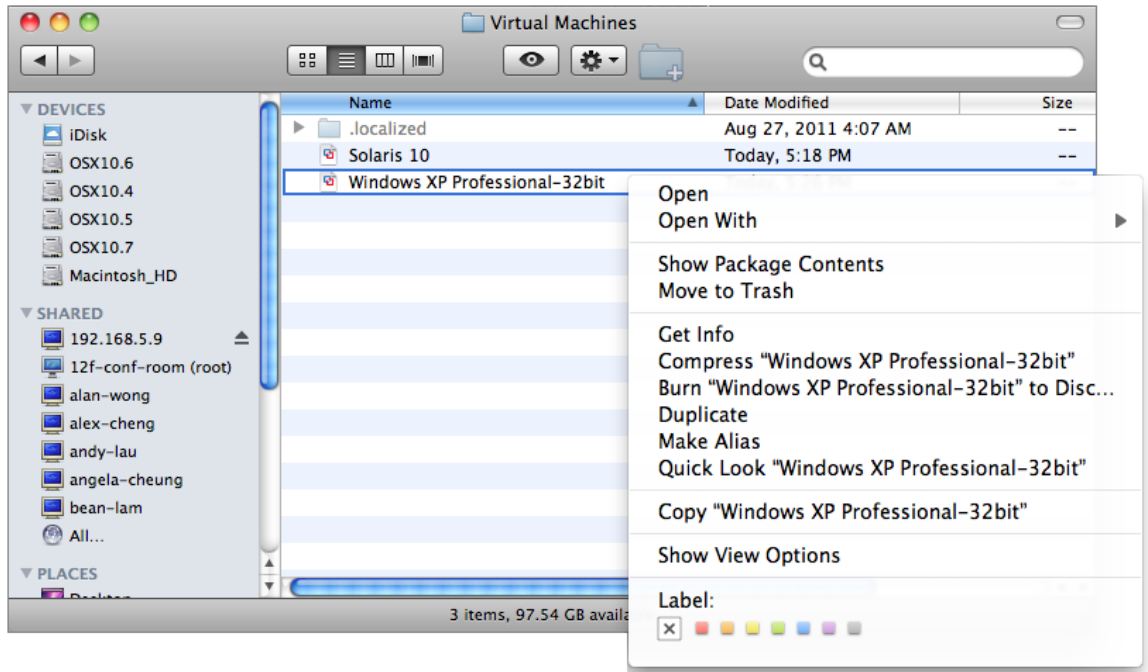 Virtual Machines
DEVICES
iDisk
OSX10.6
OSX10.4
OSX10.5
OSX10.7
Macintosh_HD
SHARED
192.168.5.9
12f-conf-room (root)
alan-wong
alex-cheng
andy-lau
angela-cheung
bean-lam
All...
PLACES
Desktop
Name Date Modified Size
.localized Aug 27, 2011 4:07 AM --
Solaris 10 Today, 5:18 PM --
Windows XP Professional-32bit
Open
Open With
Show Package Contents
Move to Trash
Get Info
Compress “Windows XP Professional-32bit”
Burn “Windows XP Professional-32bit” to Disc...
Duplicate
Make Alias
Quick Look “Windows XP Professional-32bit”
Copy “Windows XP Professional-32bit”
Show View Options
Label:
3 items, 97.54 GB availa